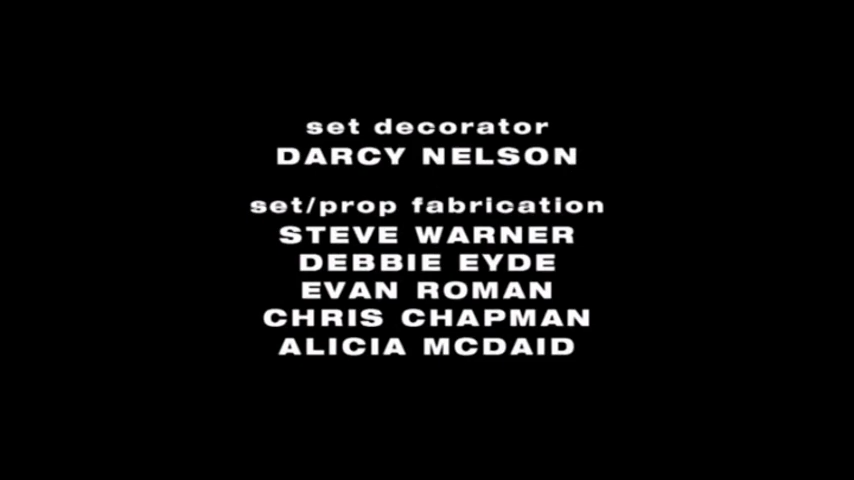 set decorator
DARCY NELSON
set/prop fabrication
STEVE WARNER
DEBBIE EYDE
EVAN ROMAN
CHRIS CHAPMAN
ALICIA MCDAID